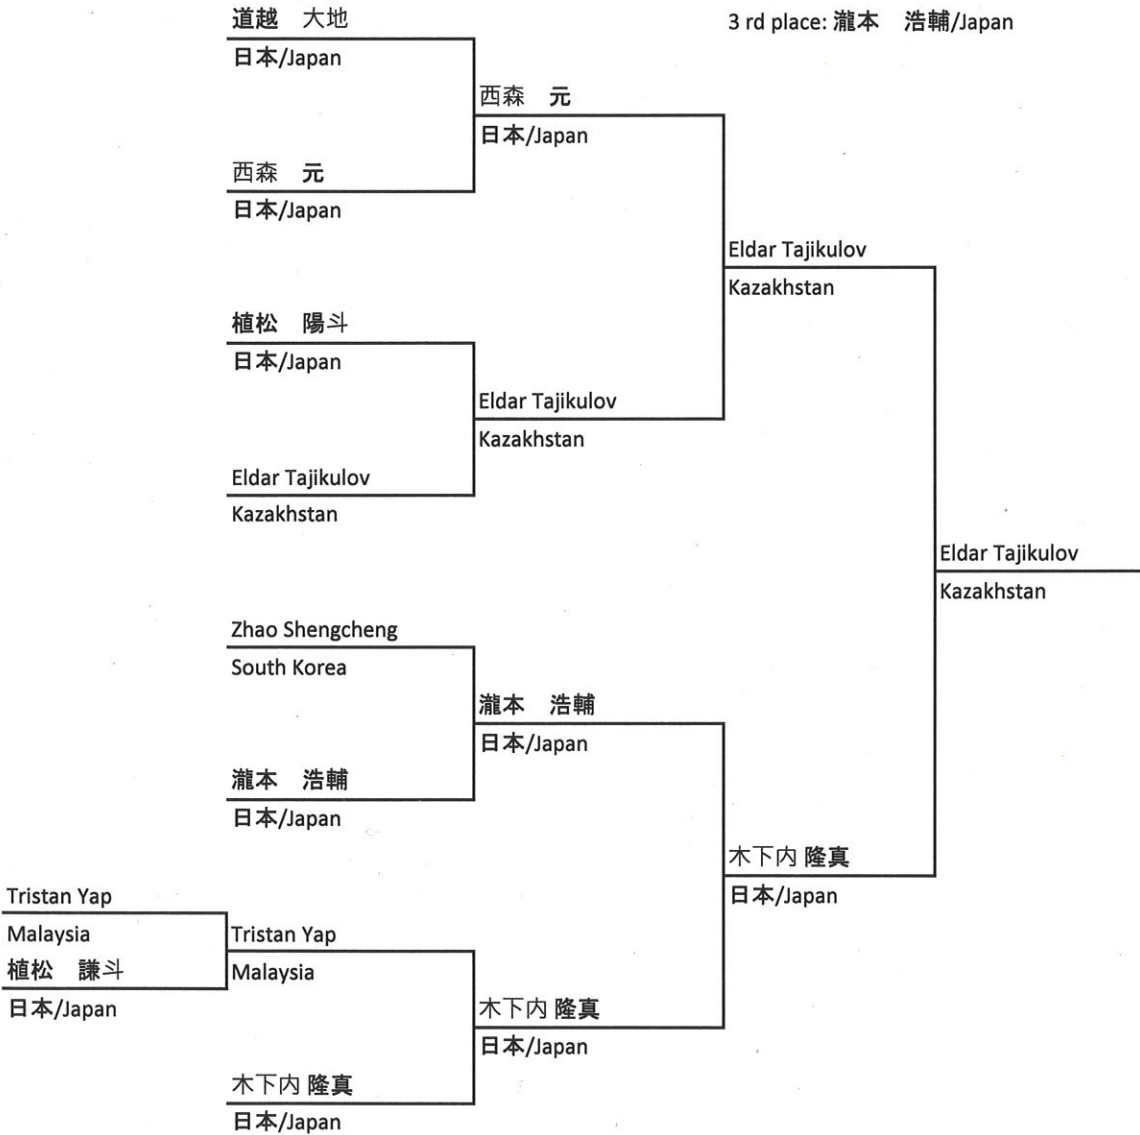 道越　大地
日本/Japan
3 rd place: 瀧本　浩輔/Japan
西森　元
日本/Japan
西森　元
日本/Japan
Eldar Tajikulov
Kazakhstan
植松　陽斗
日本/Japan
Eldar Tajikulov
Kazakhstan
Eldar Tajikulov
Kazakhstan
Eldar Tajikulov
Kazakhstan
Zhao Shengcheng
South Korea
瀧本　浩輔
日本/Japan
瀧本　浩輔
日本/Japan
木下内 隆真
日本/Japan
Tristan Yap
Malaysia
植松　謙斗
日本/Japan
Tristan Yap
Malaysia
木下内 隆真
日本/Japan
木下内 隆真
日本/Japan